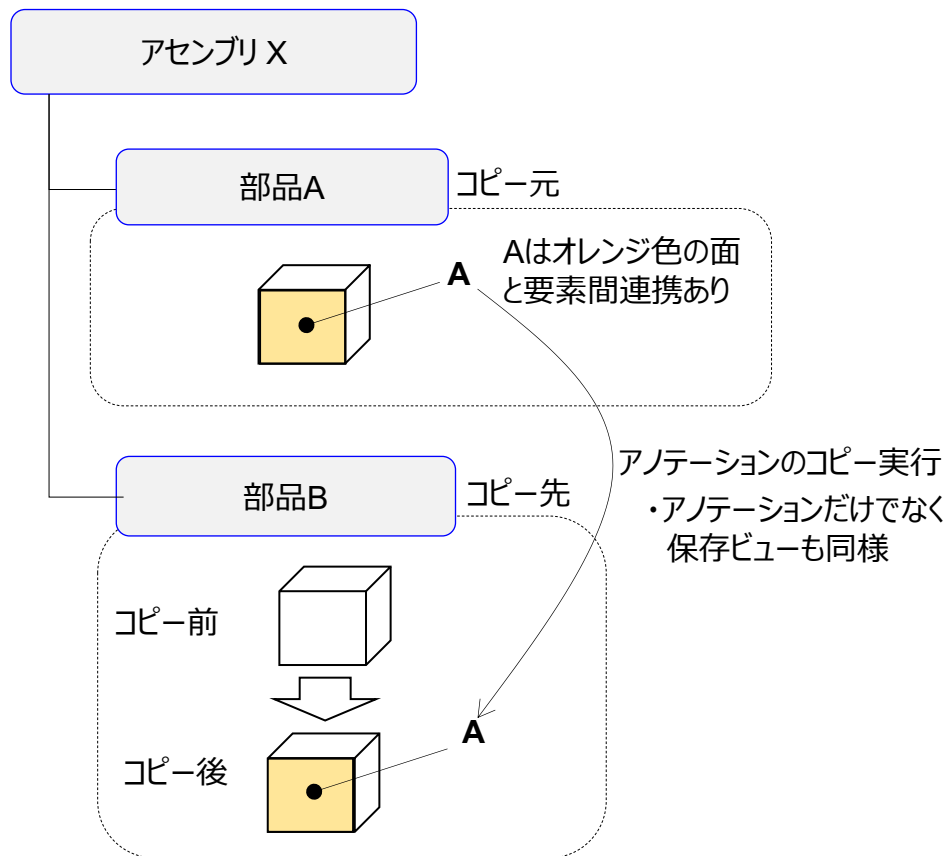 アセンブリ X
部品A
コピー元
A
Aはオレンジ色の面
と要素間連携あり
アノテーションのコピー実行
・アノテーションだけでなく
保存ビューも同様
部品B
コピー先
コピー前
A
コピー後